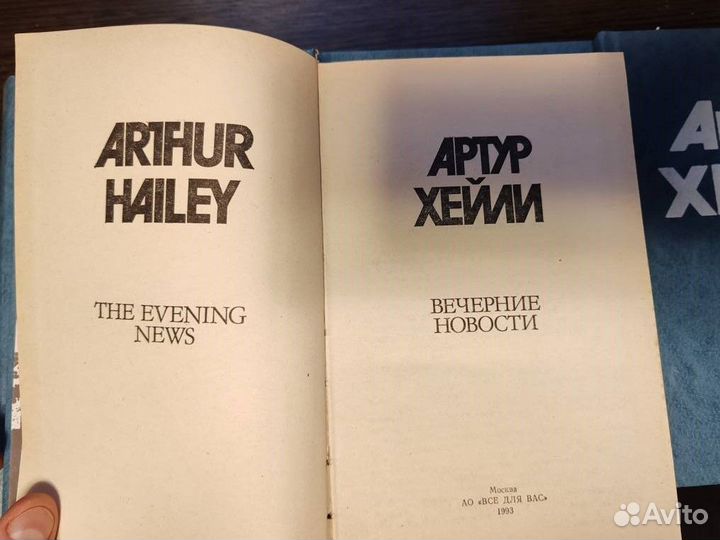 ARTHUR
HAILEY
THE EVENING
NEWS
АРТУР
ХЕЙЛИ
ВЕЧЕРНИЕ
НОВОСТИ
Москва
АО «ВСЕ ДЛЯ ВАС»
1993
Avito